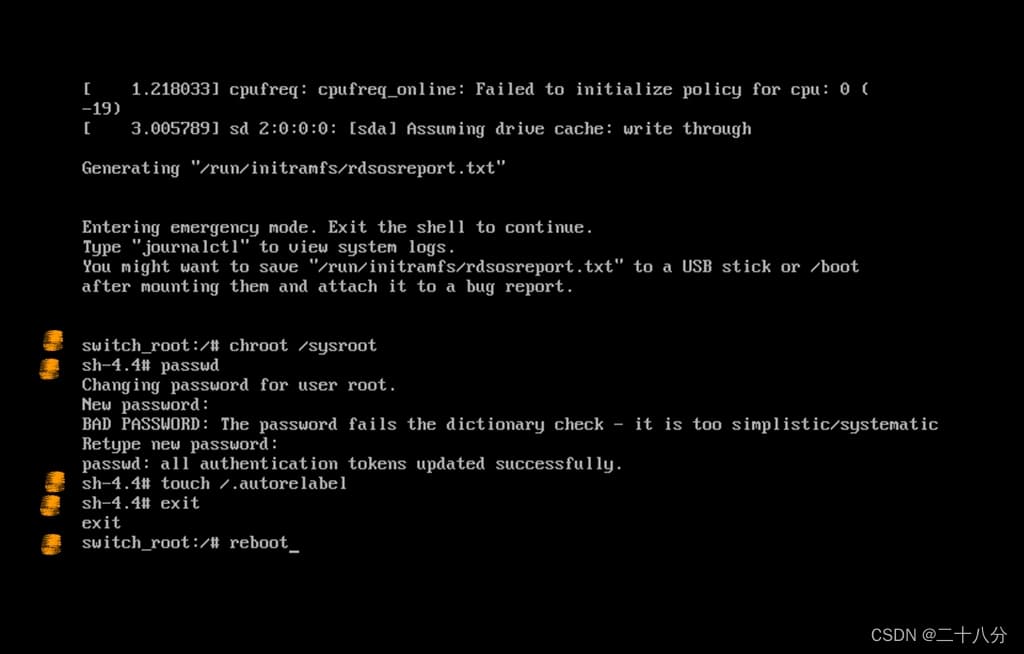 [    1.218033] cpufreq: cpufreq_online: Failed to initialize policy for cpu: 0 (
-19)
[    3.005789] sd 2:0:0:0: [sda] Assuming drive cache: write through
Generating "/run/initramfs/rdsosreport.txt"
Entering emergency mode. Exit the shell to continue.
Type "journalctl" to view system logs.
You might want to save "/run/initramfs/rdsosreport.txt" to a USB stick or /boot
after mounting them and attach it to a bug report.
switch_root:/# chroot /sysroot
sh-4.4# passwd
Changing password for user root.
New password:
BAD PASSWORD: The password fails the dictionary check - it is too simplistic/systematic
Retype new password:
passwd: all authentication tokens updated successfully.
sh-4.4# touch /.autorelabel
sh-4.4# exit
exit
switch_root:/# reboot_
CSDN @二十八分